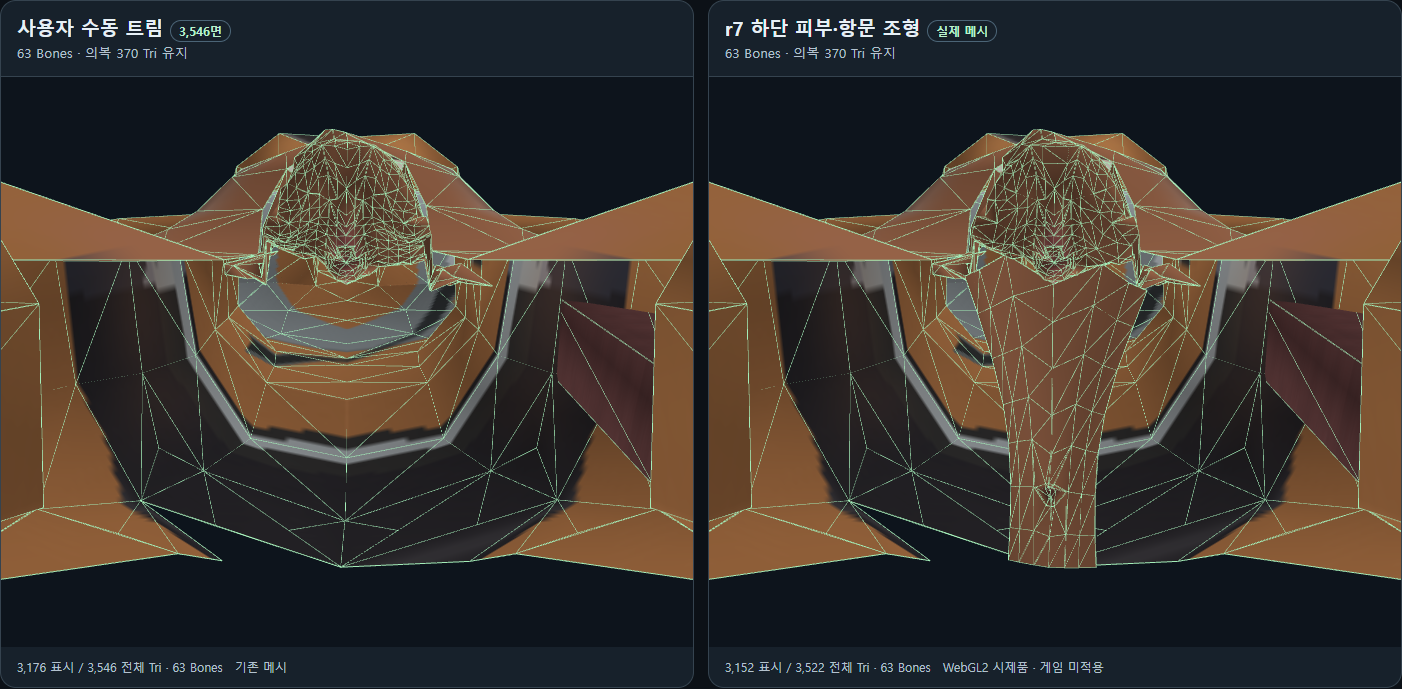 사용자 수동 트림 3,546면
63 Bones · 의복 370 Tri 유지
3,176 표시 / 3,546 전체 Tri · 63 Bones 기존 메시
r7 하단 피부·항문 조형 실제 메시
63 Bones · 의복 370 Tri 유지
3,152 표시 / 3,522 전체 Tri · 63 Bones WebGL2 시제품 · 게임 미적용